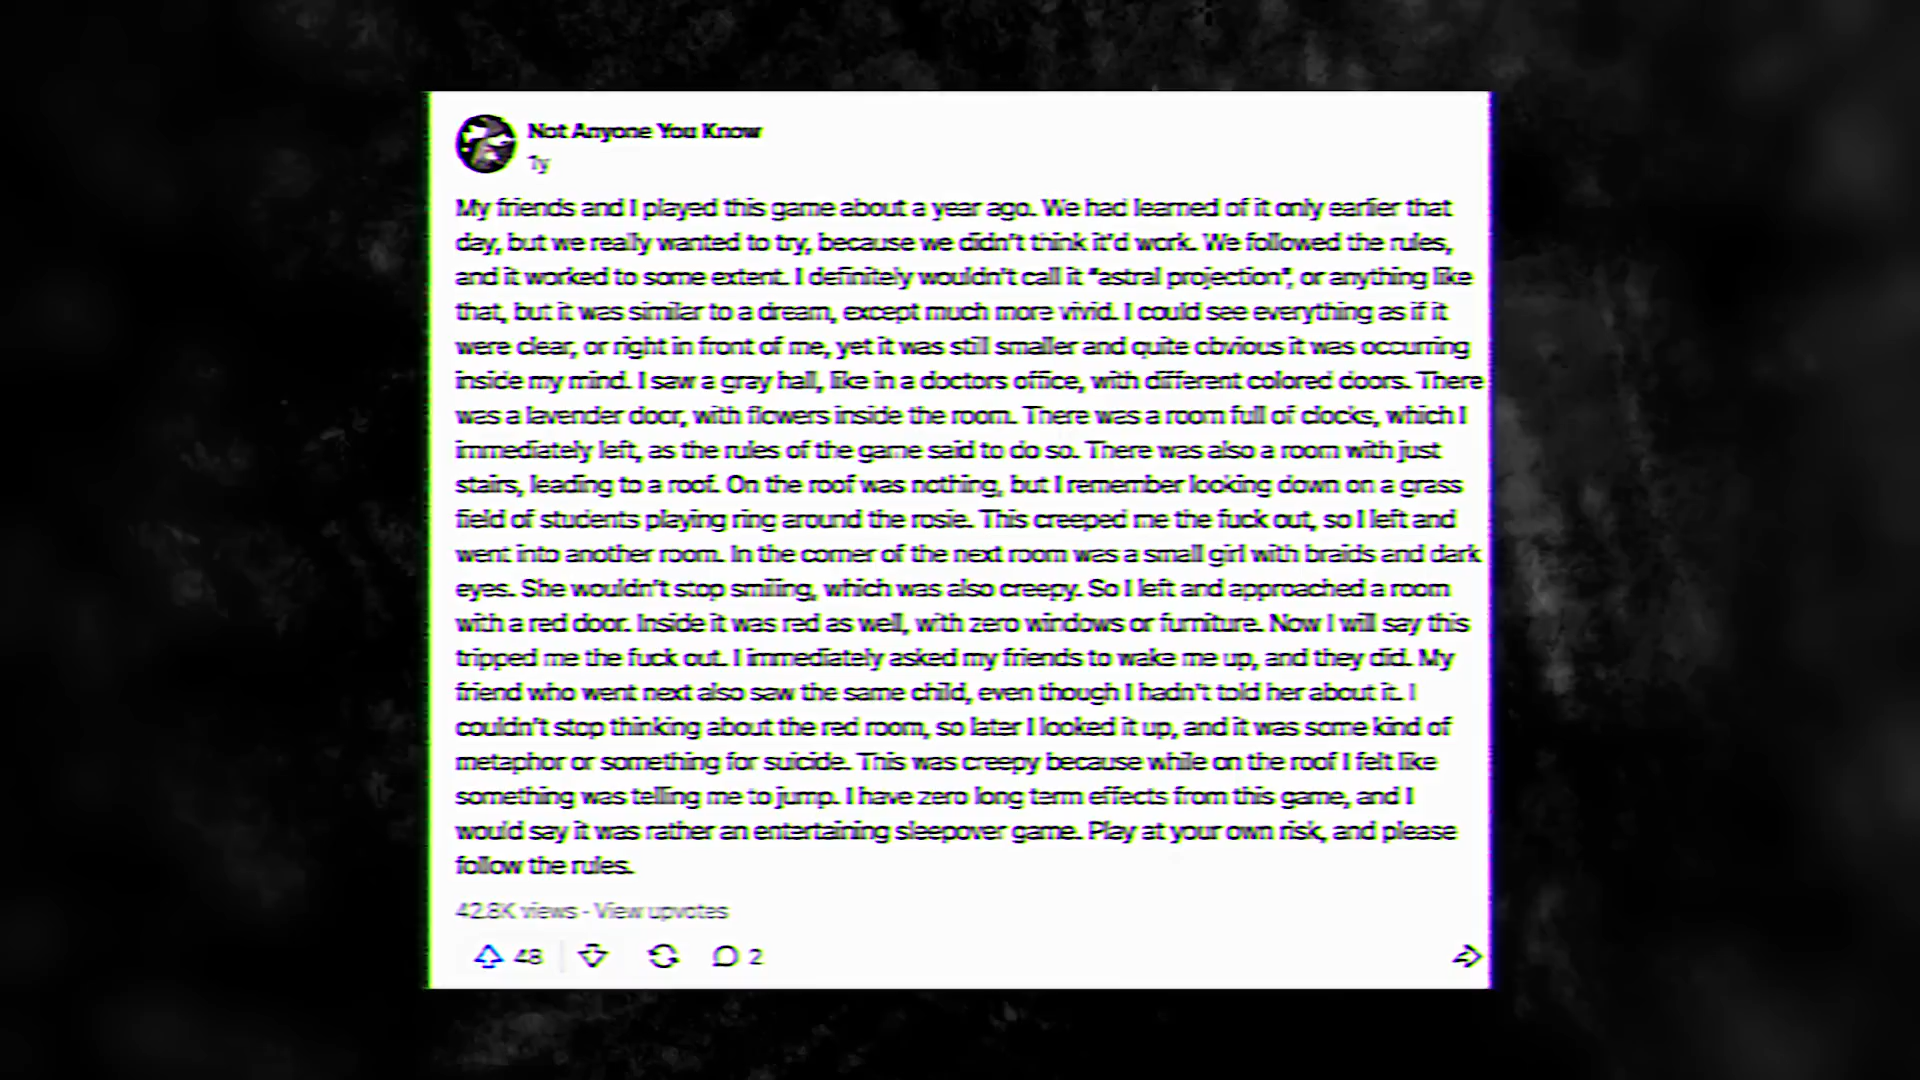 Not Anyone You Know
1y
My friends and I played this game about a year ago. We had learned of it only earlier that
day, but we really wanted to try, because we didn't think it'd work. We followed the rules,
and it worked to some extent. I definitely wouldn't call it "astral projection", or anything like
that, but it was similar to a dream, except much more vivid. I could see everything as if it
were clear, or right in front of me, yet it was still smaller and quite obvious it was occurring
inside my mind. I saw a gray hall, like in a doctors office, with different colored doors. There
was a lavender door, with flowers inside the room. There was a room full of clocks, which I
immediately left, as the rules of the game said to do so. There was also a room with just
stairs, leading to a roof. On the roof was nothing, but I remember looking down on a grass
field of students playing ring around the rosie. This creeped me the fuck out, so I left and
went into another room. In the corner of the next room was a small girl with braids and dark
eyes. She wouldn't stop smiling, which was also creepy. So I left and approached a room
with a red door. Inside it was red as well, with zero windows or furniture. Now I will say this
tripped me the fuck out. I immediately asked my friends to wake me up, and they did. My
friend who went next also saw the same child, even though I hadn't told her about it. I
couldn't stop thinking about the red room, so later I looked it up, and it was some kind of
metaphor or something for suicide. This was creepy because while on the roof I felt like
something was telling me to jump. I have zero long term effects from this game, and I
would say it was rather an entertaining sleepover game. Play at your own risk, and please
follow the rules.
42.8K views - View upvotes
48 2